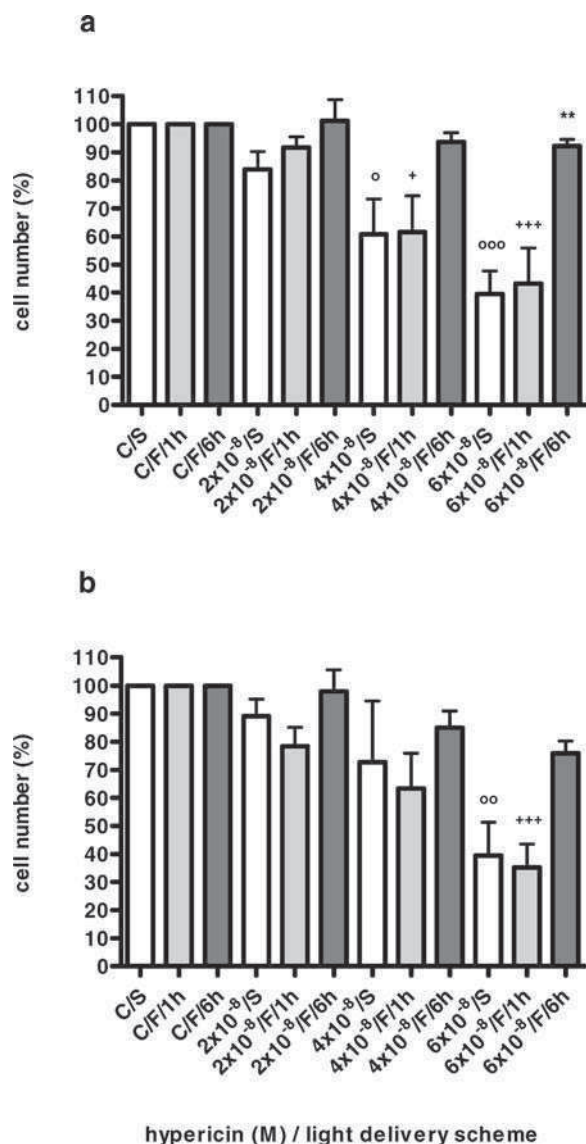 a
cell number (%)
110
100
90
80
70
60
50
40
30
20
10
0
o
+
ooo
+++
**
C/S
C/F/1h
C/F/6h
2x10⁻⁸/S
2x10⁻⁸/F/1h
2x10⁻⁸/F/6h
4x10⁻⁸/S
4x10⁻⁸/F/1h
4x10⁻⁸/F/6h
6x10⁻⁸/S
6x10⁻⁸/F/1h
6x10⁻⁸/F/6h
b
cell number (%)
110
100
90
80
70
60
50
40
30
20
10
0
oo
+++
C/S
C/F/1h
C/F/6h
2x10⁻⁸/S
2x10⁻⁸/F/1h
2x10⁻⁸/F/6h
4x10⁻⁸/S
4x10⁻⁸/F/1h
4x10⁻⁸/F/6h
6x10⁻⁸/S
6x10⁻⁸/F/1h
6x10⁻⁸/F/6h
hypericin (M) / light delivery scheme